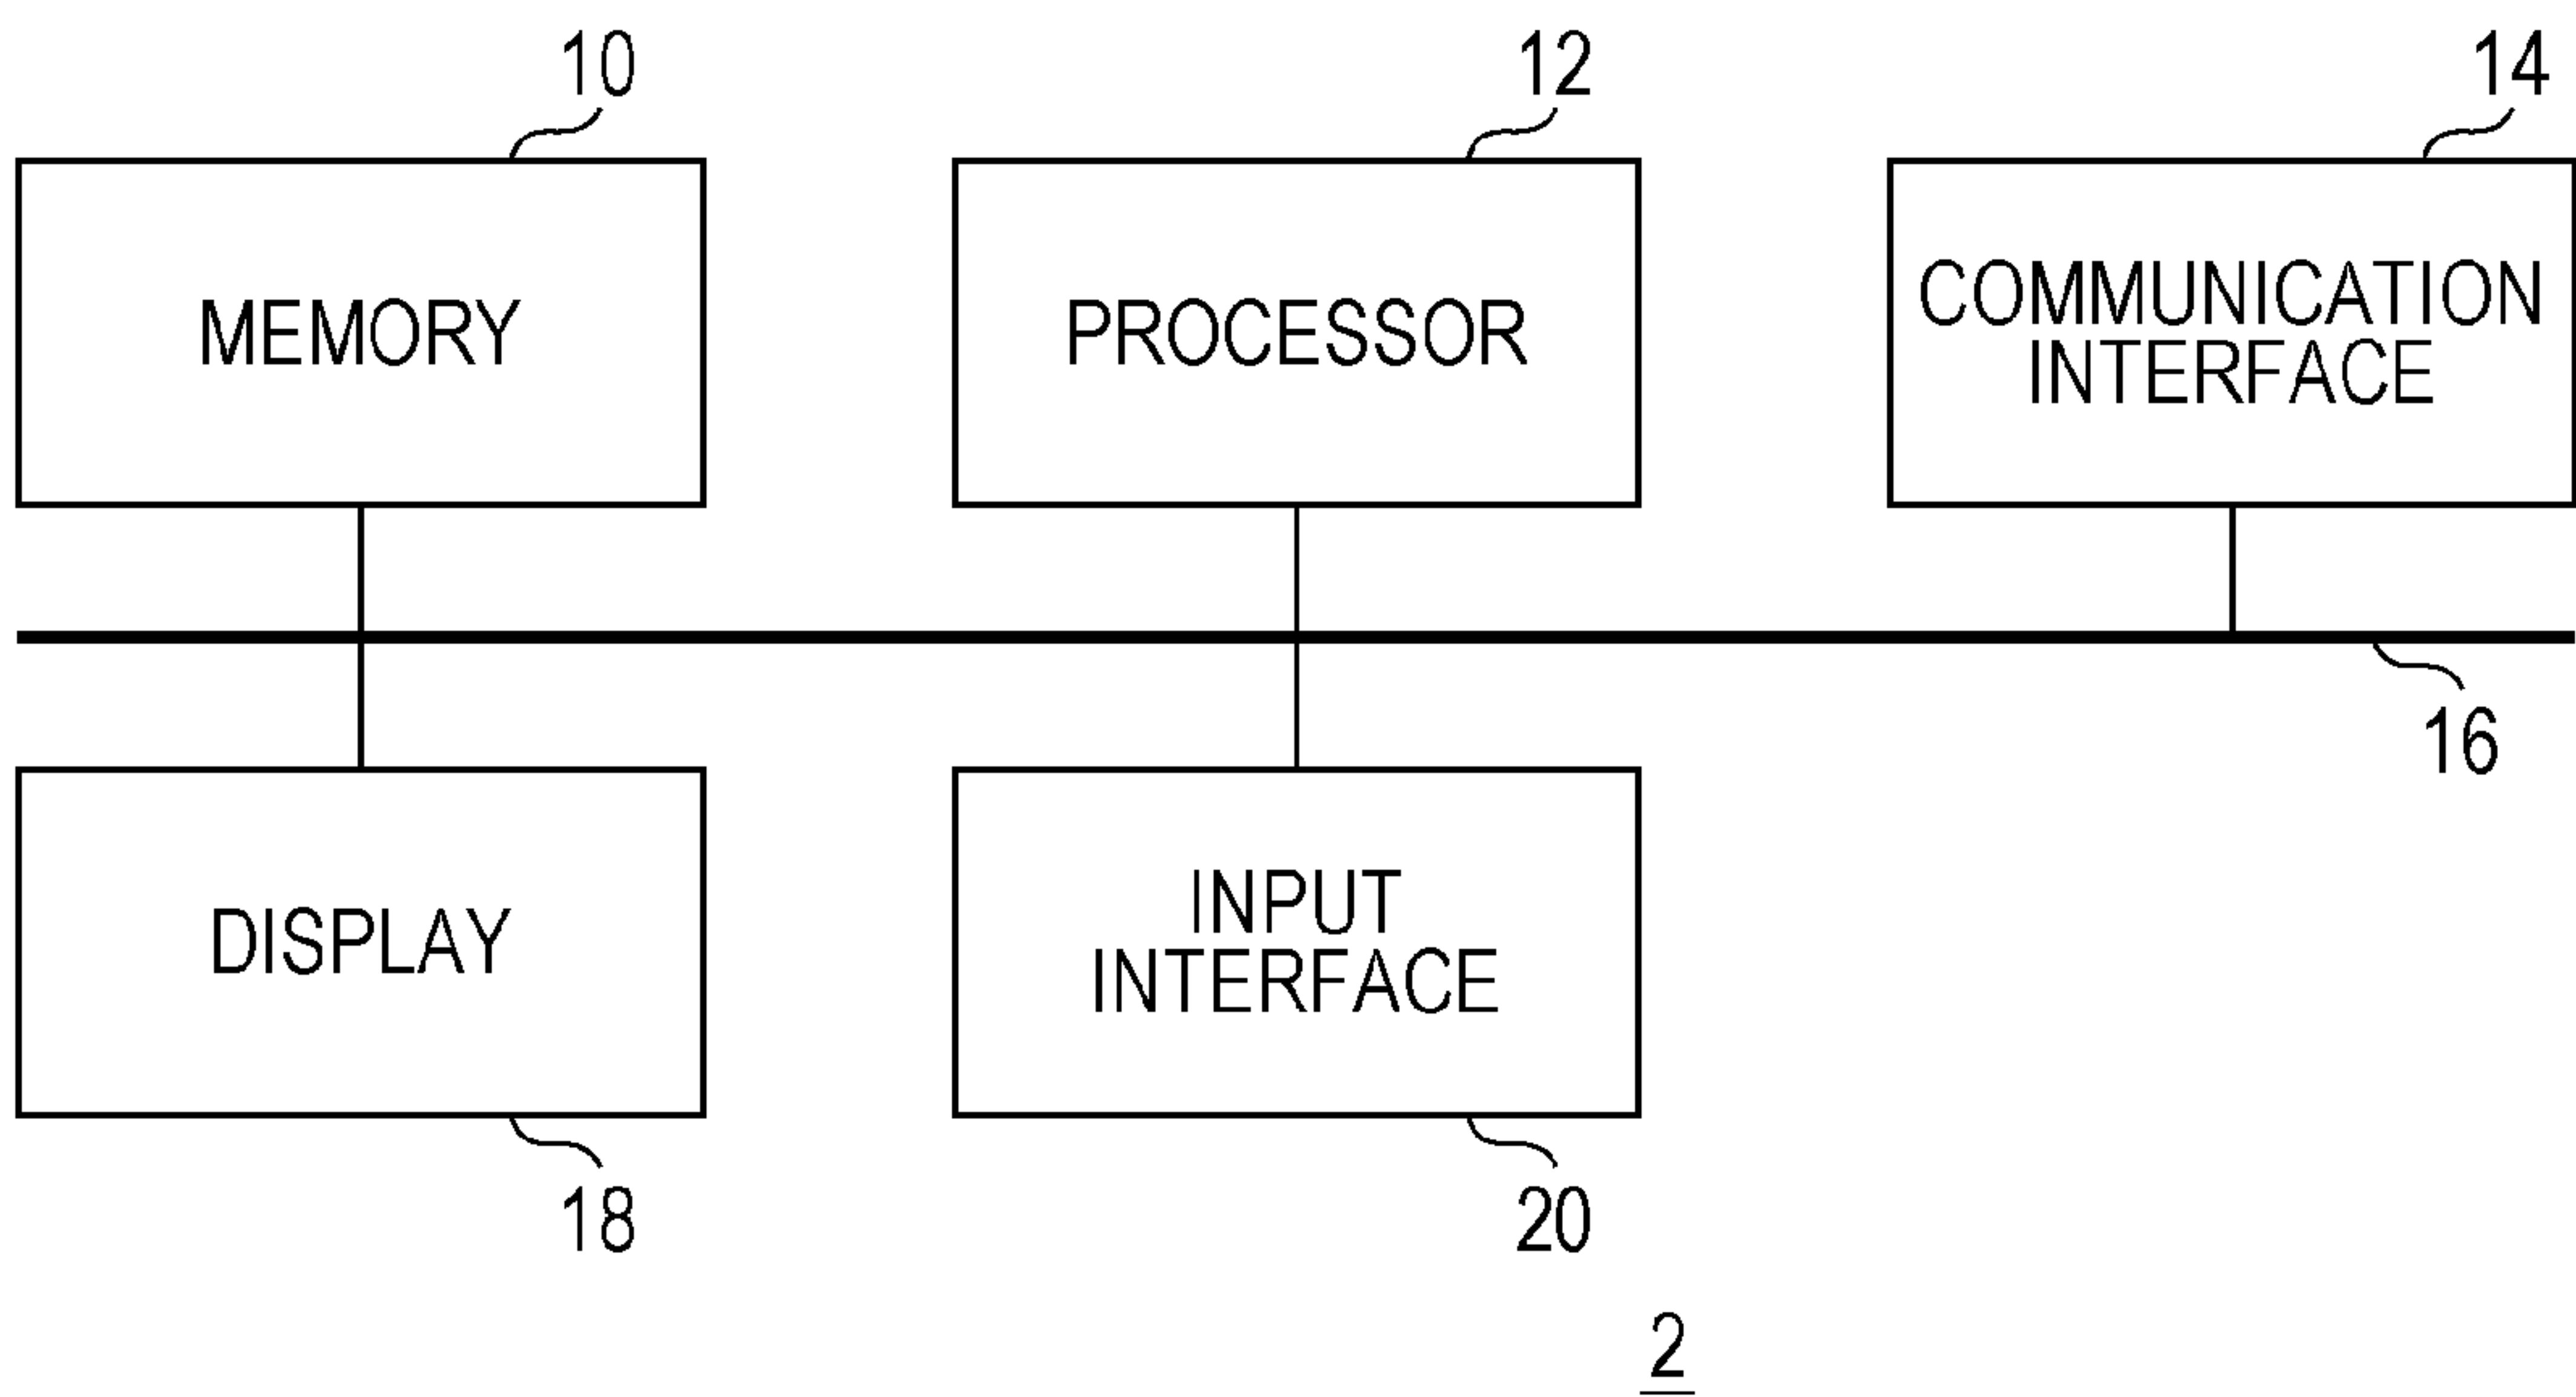 10
12
14
MEMORY
PROCESSOR
COMMUNICATION
INTERFACE
16
DISPLAY
INPUT
INTERFACE
18
20
2